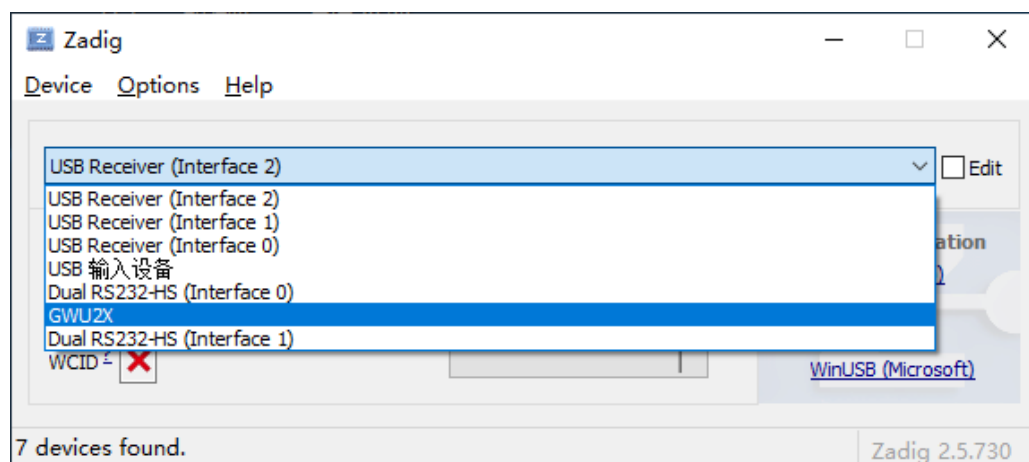 Zadig
Device Options Help
USB Receiver (Interface 2)
Edit
USB Receiver (Interface 2)
USB Receiver (Interface 1)
USB Receiver (Interface 0)
USB 输入设备
Dual RS232-HS (Interface 0)
GWU2X
Dual RS232-HS (Interface 1)
ation
)
WCID ?
WinUSB (Microsoft)
7 devices found.
Zadig 2.5.730